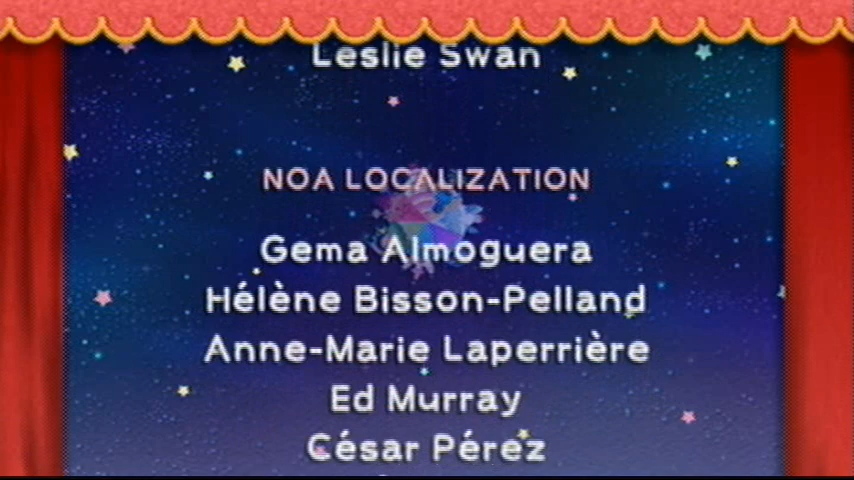 Leslie Swan
NOA LOCALIZATION
Gema Almoguera
Hélène Bisson-Pelland
Anne-Marie Laperrière
Ed Murray
César Pérez